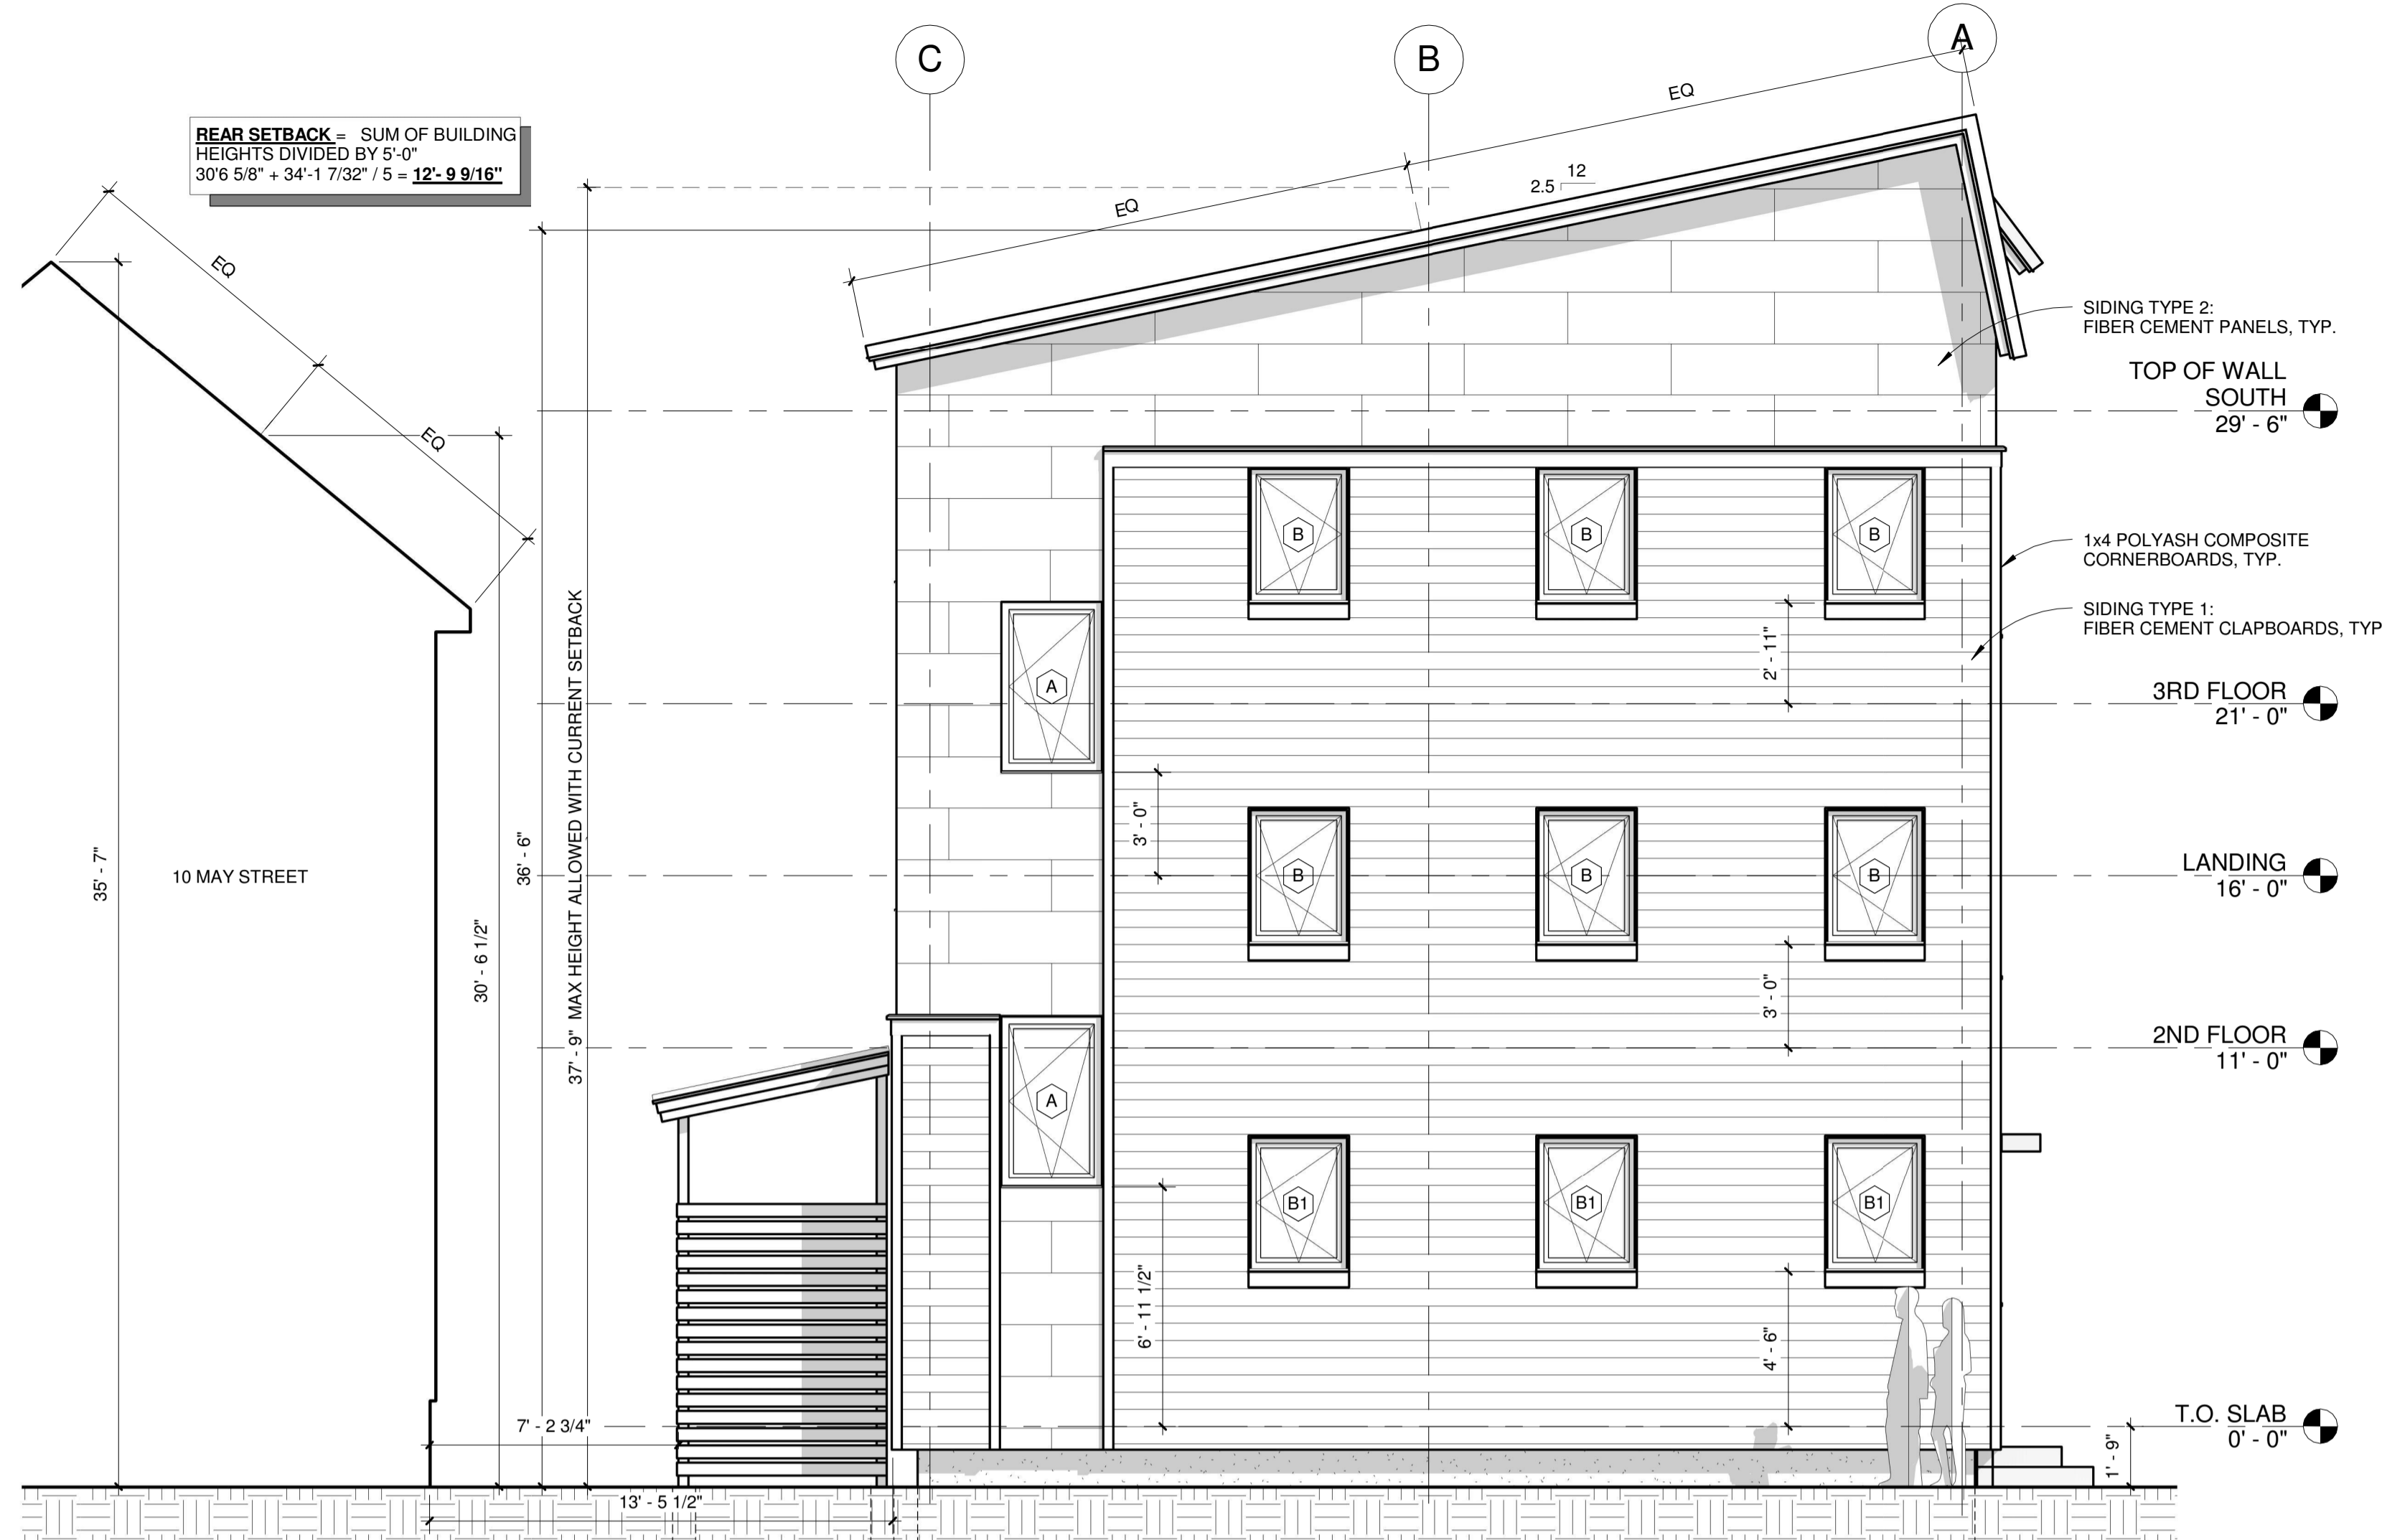 C
B
A
EQ
EQ
12
2.5
REAR SETBACK = SUM OF BUILDING
HEIGHTS DIVIDED BY 5'-0"
30'6 5/8" + 34'-1 7/32" / 5 = 12'- 9 9/16"
EQ
EQ
35' - 7"
10 MAY STREET
30' - 6 1/2"
36' - 6"
37' - 9" MAX HEIGHT ALLOWED WITH CURRENT SETBACK
SIDING TYPE 2:
FIBER CEMENT PANELS, TYP.
TOP OF WALL
SOUTH
29' - 6"
B
B
B
1x4 POLYASH COMPOSITE
CORNERBOARDS, TYP.
SIDING TYPE 1:
FIBER CEMENT CLAPBOARDS, TYP
2' - 11"
A
3RD FLOOR
21' - 0"
3' - 0"
B
B
B
LANDING
16' - 0"
3' - 0"
2ND FLOOR
11' - 0"
A
B1
B1
B1
6' - 11 1/2"
4' - 6"
7' - 2 3/4"
T.O. SLAB
0' - 0"
1' - 9"
13' - 5 1/2"